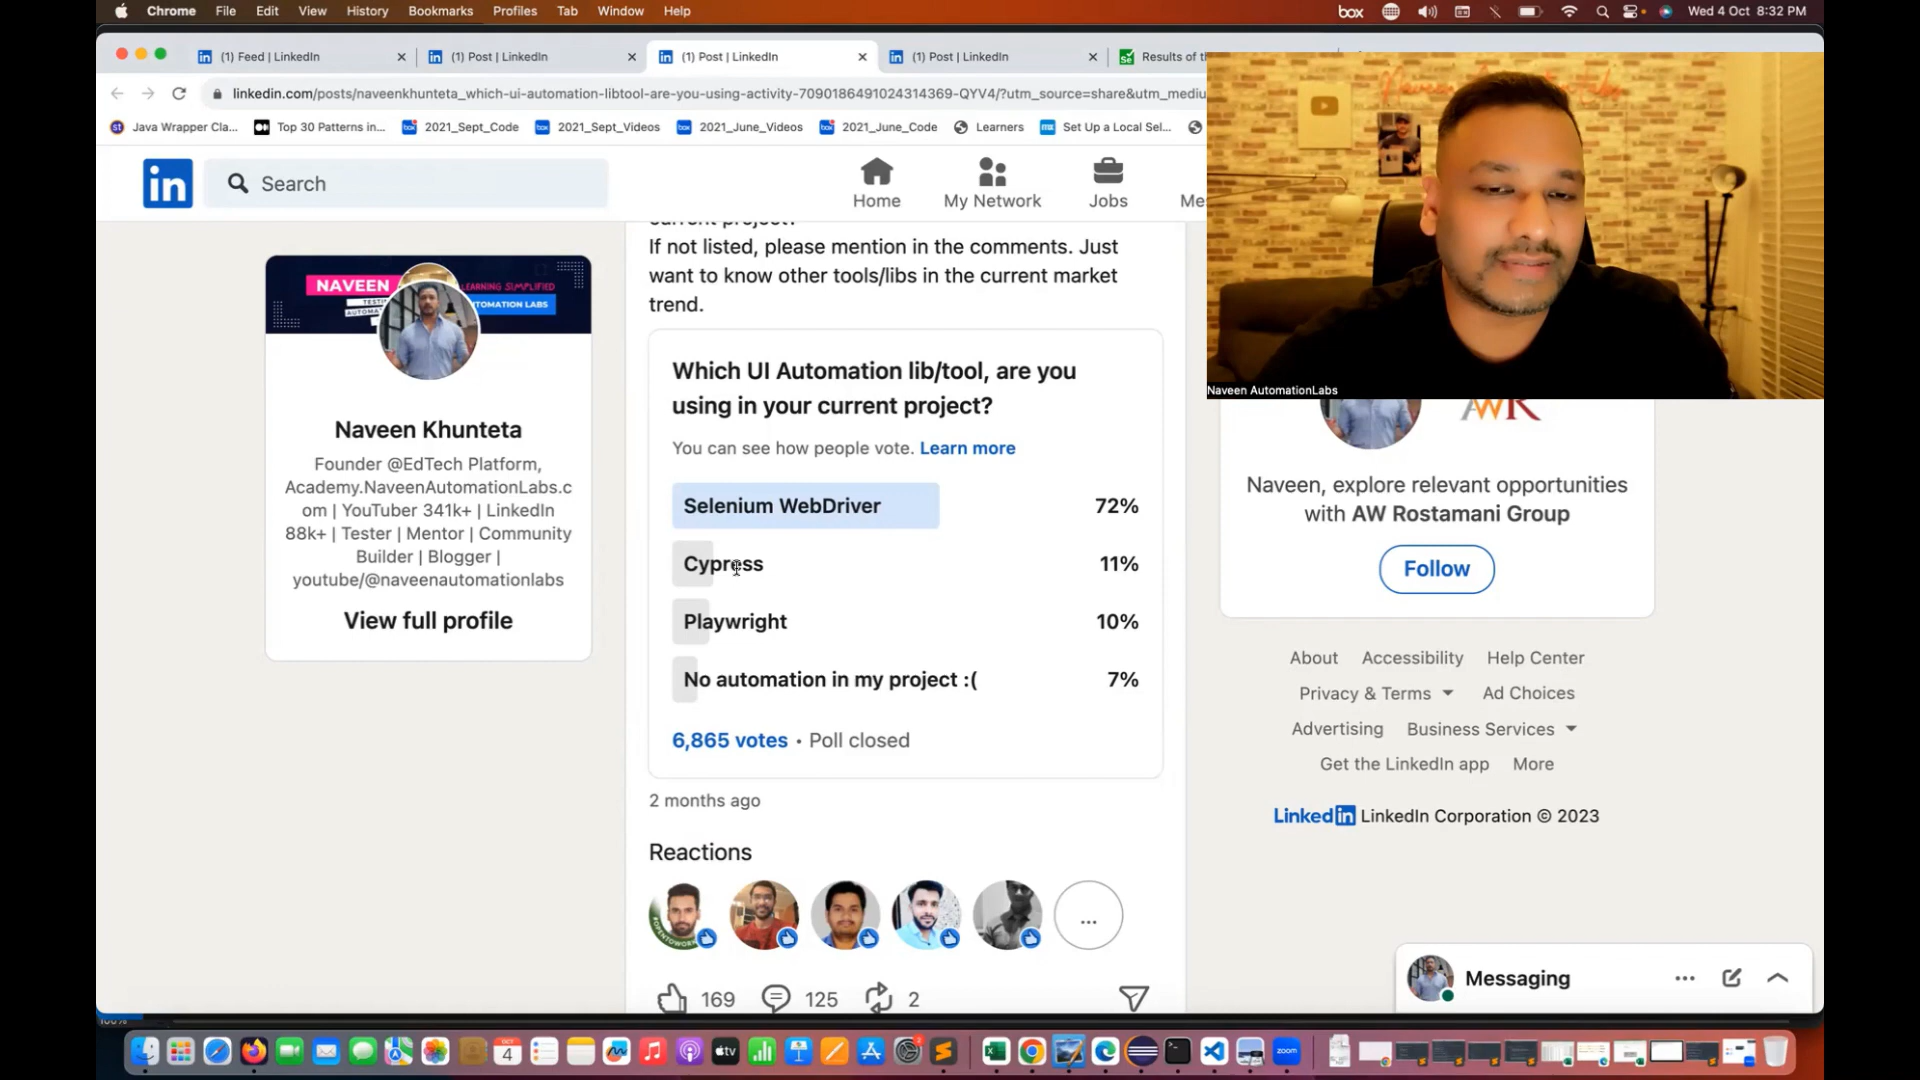 Chrome File Edit View History Bookmarks Profiles Tab Window Help
box
Wed 4 Oct 8:32 PM
(1) Feed | LinkedIn
(1) Post | LinkedIn
(1) Post | LinkedIn
(1) Post | LinkedIn
Results of
linkedin.com/posts/naveenkhunteta_which-ui-automation-libtool-are-you-using-activity-7090186491024314369-QYV4/?utm_source=share&utm_mediu
Java Wrapper Cla...
Top 30 Patterns in...
2021_Sept_Code
2021_Sept_Videos
2021_June_Videos
2021_June_Code
Learners
Set Up a Local Sel...
in Search
Home
My Network
Jobs
current project?
If not listed, please mention in the comments. Just
want to know other tools/libs in the current market
trend.
Which UI Automation lib/tool, are you
using in your current project?
You can see how people vote. Learn more
Selenium WebDriver 72%
Cypress 11%
Playwright 10%
No automation in my project :( 7%
6,865 votes • Poll closed
2 months ago
Reactions
...
169 125 2
NAVEEN
LEARNING SIMPLIFIED
Naveen Khunteta
Founder @EdTech Platform,
Academy.NaveenAutomationLabs.c
om | YouTuber 341k+ | LinkedIn
88k+ | Tester | Mentor | Community
Builder | Blogger |
youtube/@naveenautomationlabs
View full profile
Naveen AutomationLabs
Naveen, explore relevant opportunities
with AW Rostamani Group
Follow
About Accessibility Help Center
Privacy & Terms Ad Choices
Advertising Business Services
Get the LinkedIn app More
LinkedIn LinkedIn Corporation © 2023
Messaging
OCT
4
tv
zoom